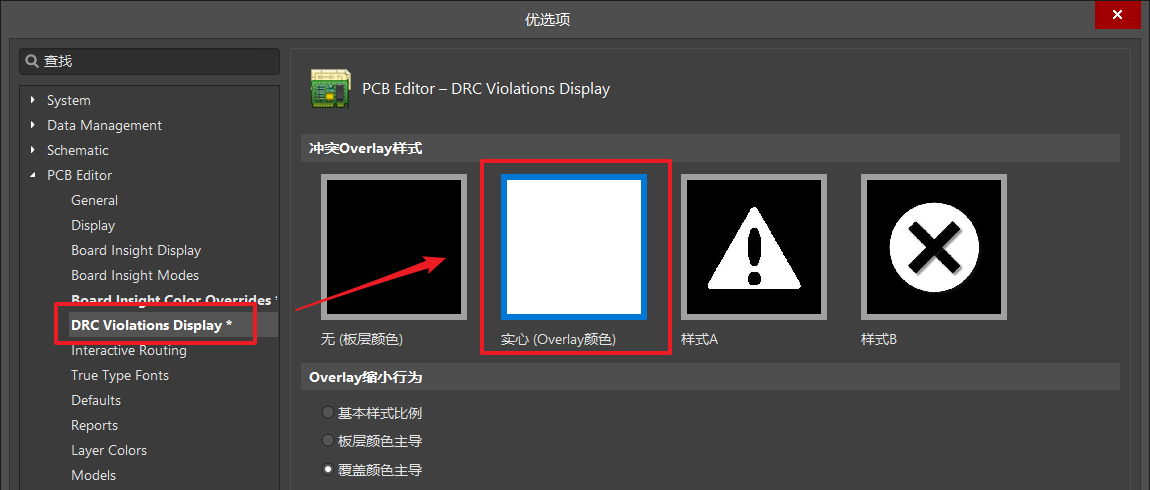 优选项
查找
System
Data Management
Schematic
PCB Editor
General
Display
Board Insight Display
Board Insight Modes
Board Insight Color Overrides *
DRC Violations Display *
Interactive Routing
True Type Fonts
Defaults
Reports
Layer Colors
Models
PCB Editor – DRC Violations Display
冲突Overlay样式
无 (板层颜色)
实心 (Overlay颜色)
样式A
样式B
Overlay缩小行为
基本样式比例
板层颜色主导
覆盖颜色主导